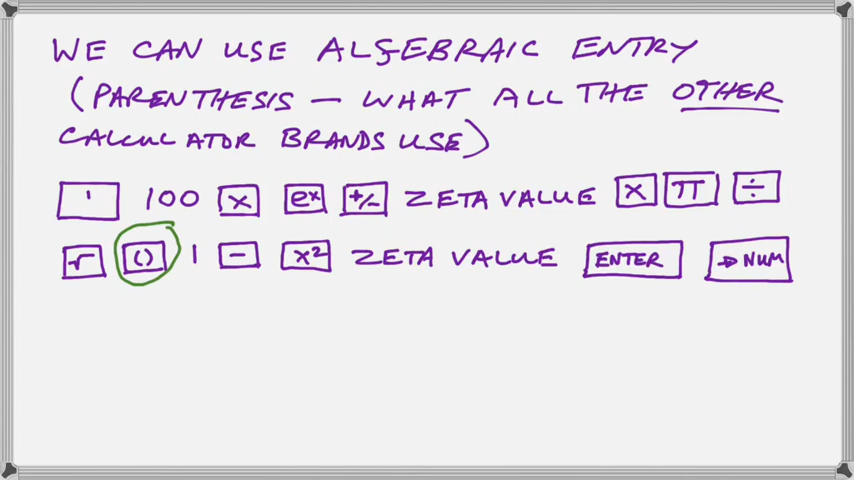 WE CAN USE ALGEBRAIC ENTRY
(PARENTHESIS — WHAT ALL THE OTHER
CALCULATOR BRANDS USE)
' 100 x eˣ +/- ZETA VALUE x π ÷
√ () 1 - x² ZETA VALUE ENTER →NUM